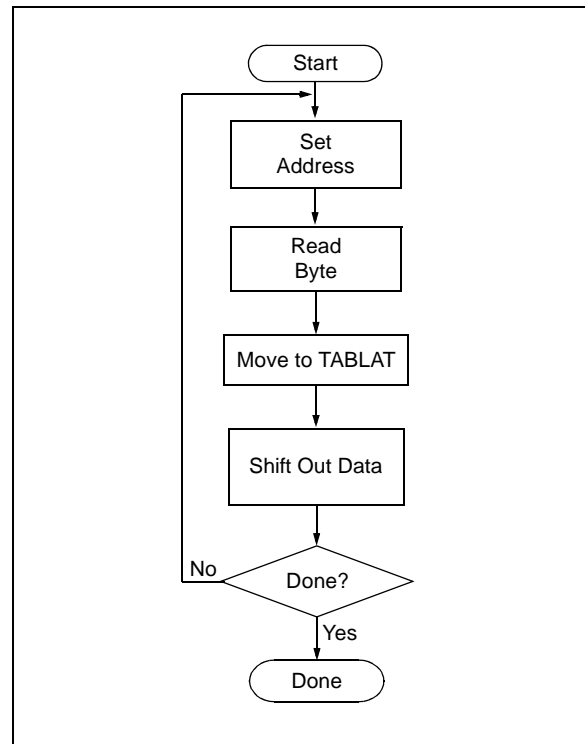 Start
Set
Address
Read
Byte
Move to TABLAT
Shift Out Data
Done?
No
Yes
Done